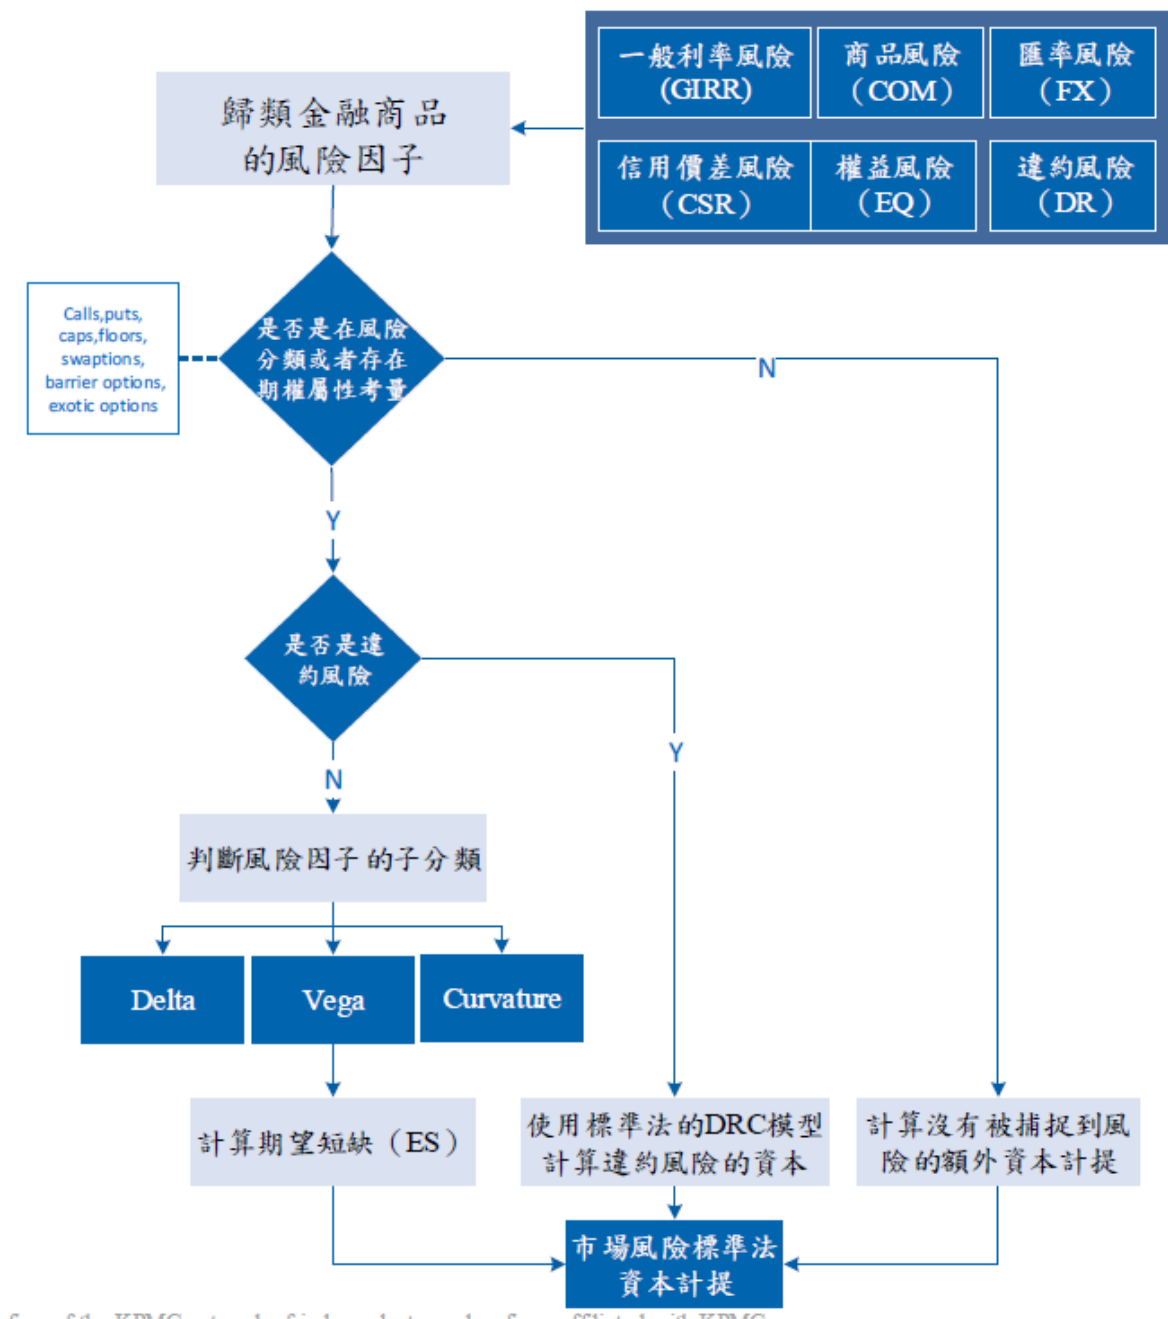 一般利率風險
(GIRR)
商品風險
（COM）
匯率風險
（FX）
歸類金融商品
的風險因子
信用價差風險
（CSR）
權益風險
（EQ）
違約風險
（DR）
Calls,puts,
caps,floors,
swaptions,
barrier options,
exotic options
是否是在風險
分類或者存在
期權屬性考量
N
Y
是否是違
約風險
Y
N
判斷風險因子的子分類
Delta
Vega
Curvature
計算期望短缺（ES）
使用標準法的DRC模型
計算違約風險的資本
計算沒有被捕捉到風
險的額外資本計提
市場風險標準法
資本計提